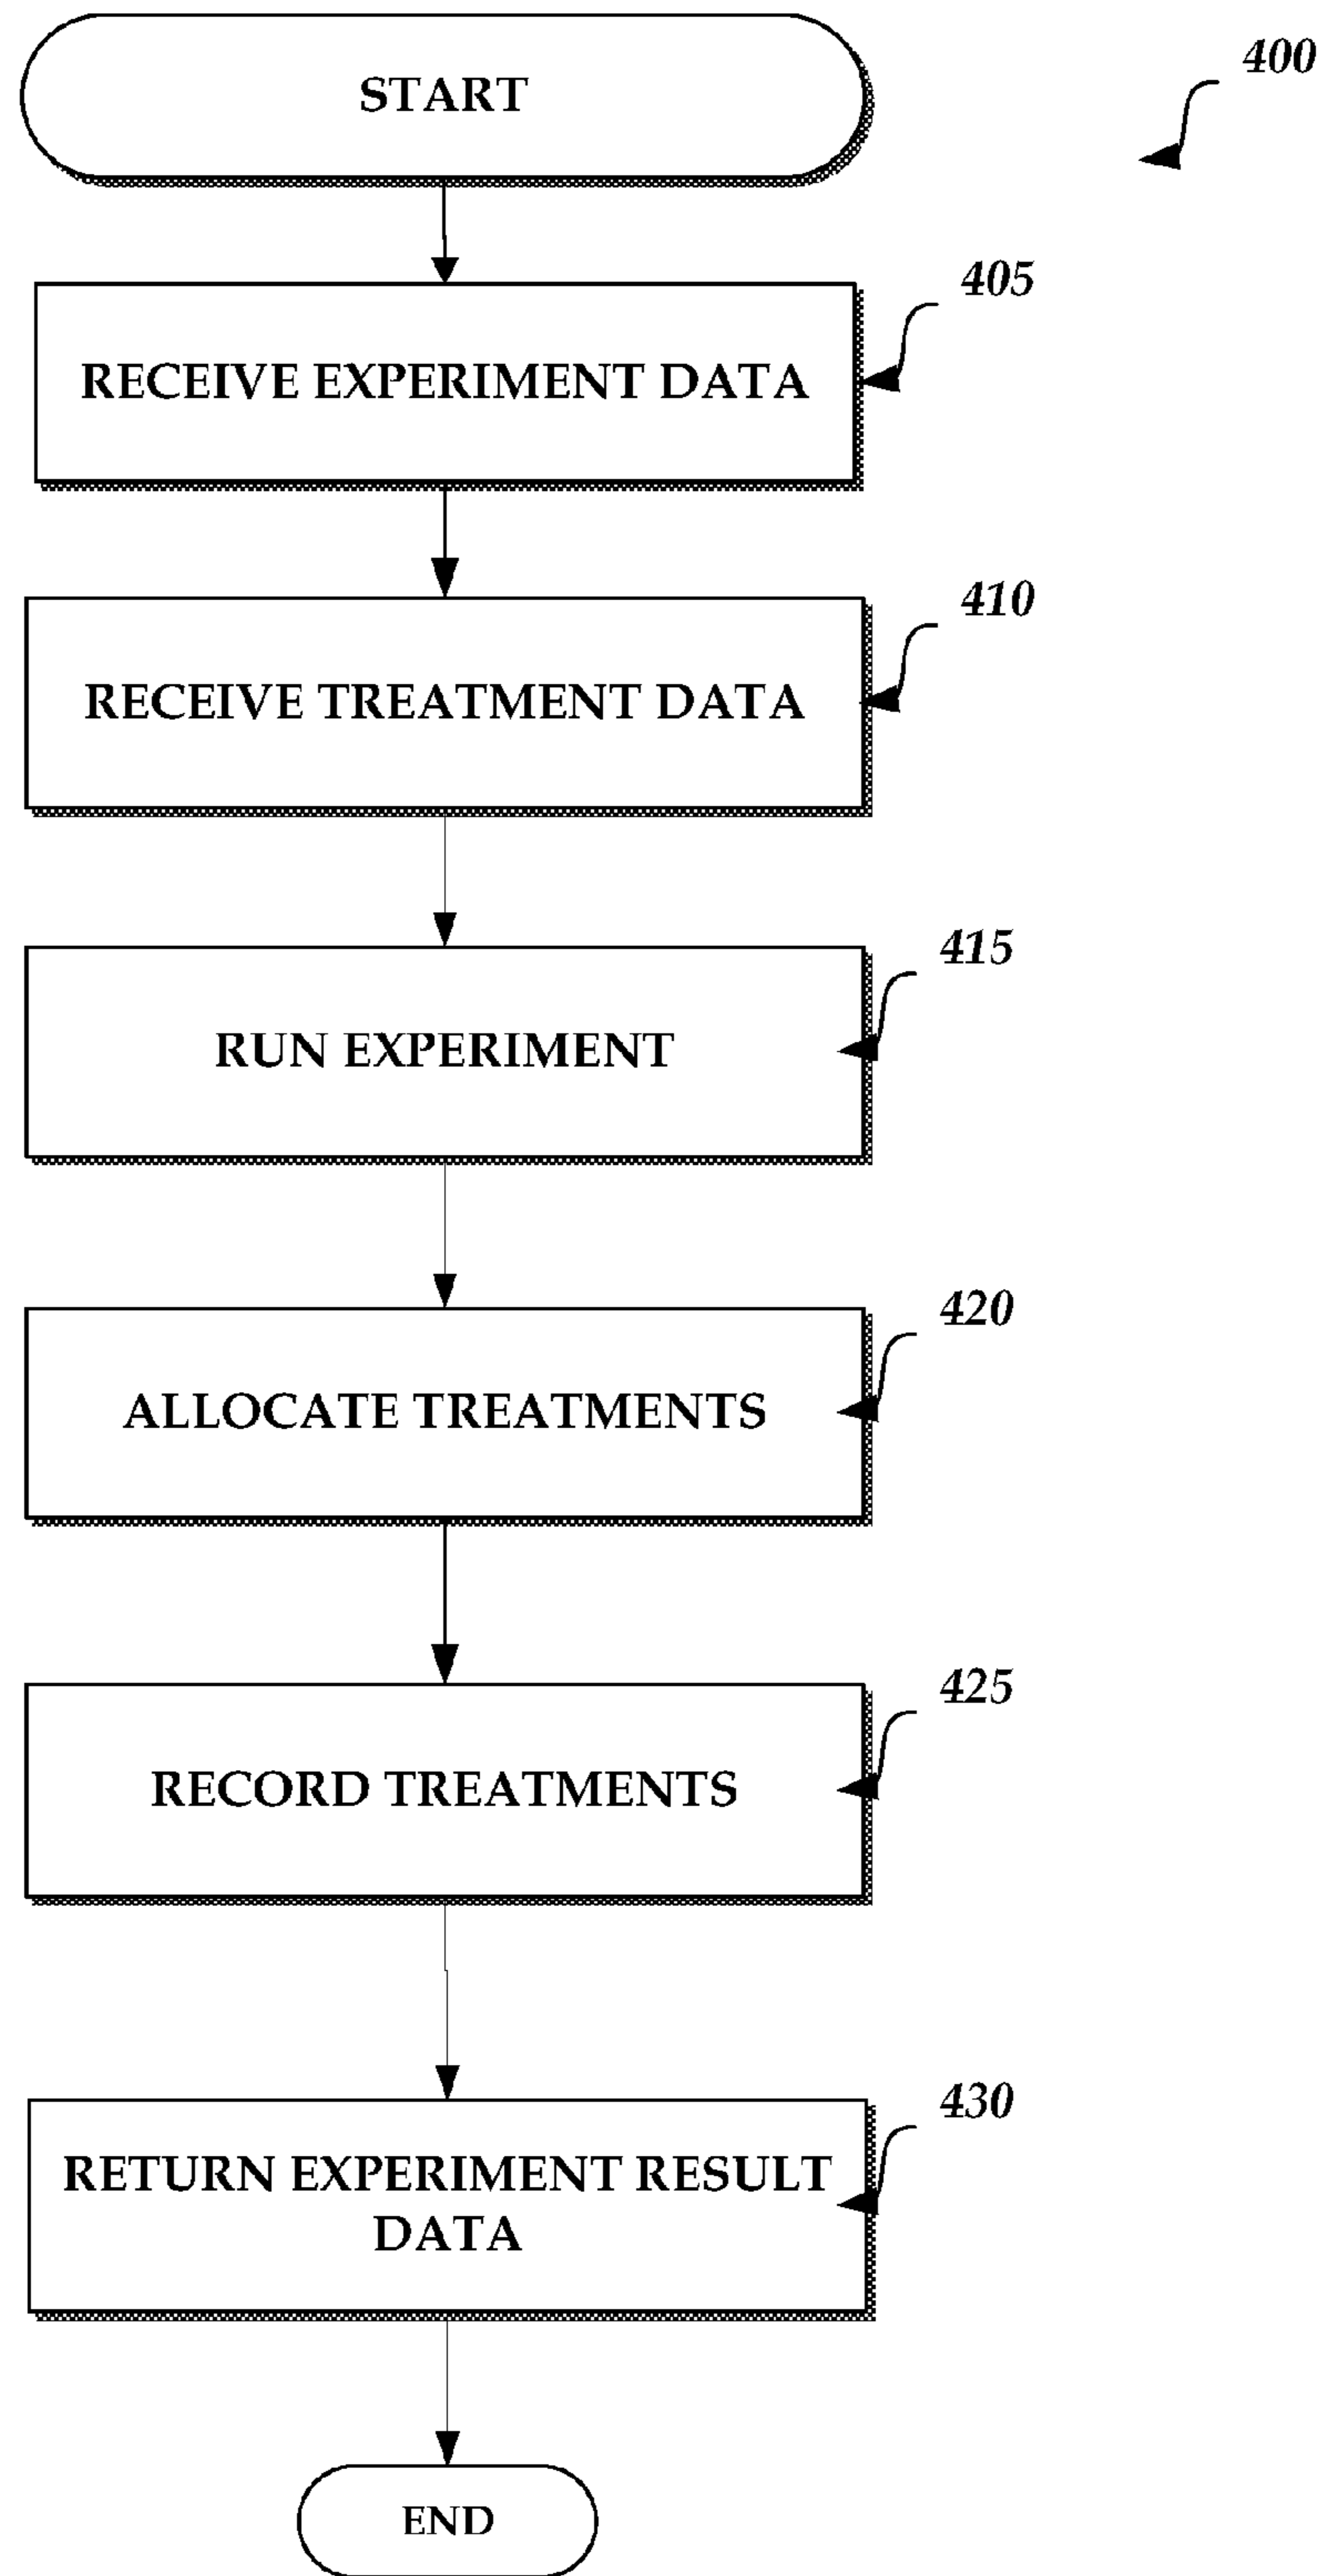 START
400
405
RECEIVE EXPERIMENT DATA
410
RECEIVE TREATMENT DATA
415
RUN EXPERIMENT
420
ALLOCATE TREATMENTS
425
RECORD TREATMENTS
430
RETURN EXPERIMENT RESULT
DATA
END